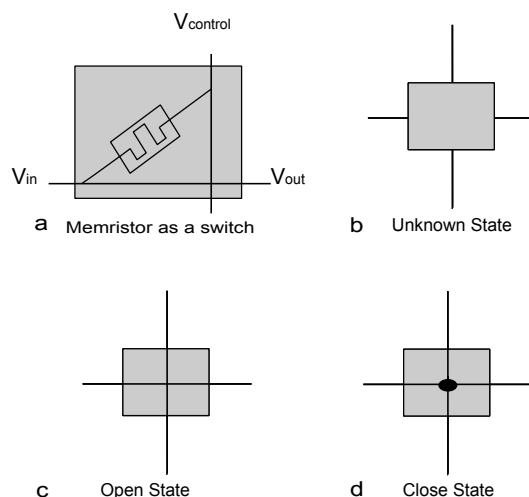 Vcontrol
Vin
Vout
a Memristor as a switch
b Unknown State
c Open State
d Close State